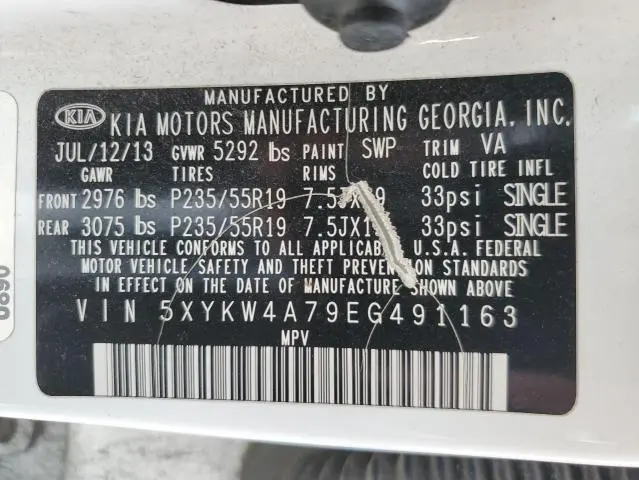 MANUFACTURED BY
KIA KIA MOTORS MANUFACTURING GEORGIA, INC.
JUL/12/13 GVWR 5292 lbs PAINT SWP TRIM VA
GAWR TIRES RIMS COLD TIRE INFL
FRONT 2976 lbs P235/55R19 33psi SINGLE
REAR 3075 lbs P235/55R19 33psi SINGLE
THIS VEHICLE CONFORMS TO ALL U.S.A. FEDERAL
MOTOR VEHICLE SAFETY AND THEFT PREVENTION STANDARDS
IN EFFECT ON THE DATE OF MANUFACTURE SHOWN ABOVE
VIN 5XYKW4A79EG491163
MPV
0890